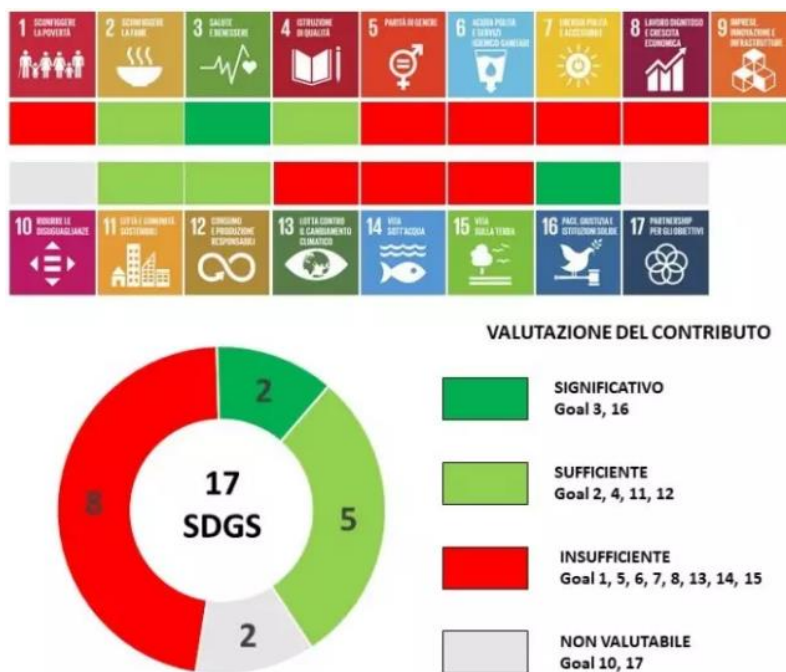 1 SCONFIGGERE LA POVERTÀ
2 SCONFIGGERE LA FAME
3 SALUTE E BENESSERE
4 ISTRUZIONE DI QUALITÀ
5 PARITÀ DI GENERE
6 ACQUA PULITA E SERVIZI IGIENICO-SANITARI
7 ENERGIA PULITA E ACCESSIBILE
8 LAVORO DIGNITOSO E CRESCITA ECONOMICA
9 IMPRESE, INNOVAZIONE E INFRASTRUTTURE
10 RIDURRE LE DISUGUAGLIANZE
11 CITTÀ E COMUNITÀ SOSTENIBILI
12 CONSUMO E PRODUZIONE RESPONSABILI
13 LOTTA CONTRO IL CAMBIAMENTO CLIMATICO
14 VITA SOTT'ACQUA
15 VITA SULLA TERRA
16 PACE, GIUSTIZIA E ISTITUZIONI SOLIDE
17 PARTNERSHIP PER GLI OBIETTIVI
VALUTAZIONE DEL CONTRIBUTO
2
8
17
SDGS
5
2
SIGNIFICATIVO
Goal 3, 16
SUFFICIENTE
Goal 2, 4, 11, 12
INSUFFICIENTE
Goal 1, 5, 6, 7, 8, 13, 14, 15
NON VALUTABILE
Goal 10, 17